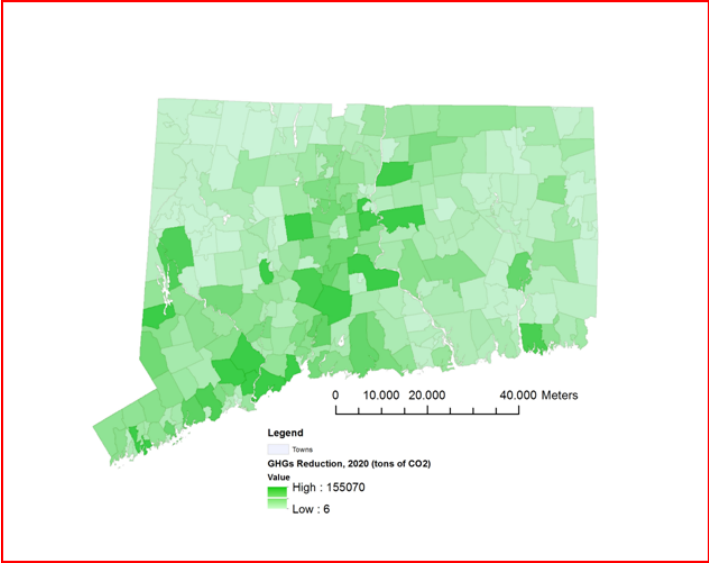 0 10.000 20.000 40.000 Meters
Legend
Towns
GHGs Reduction, 2020 (tons of CO2)
Value
High : 155070
Low : 6